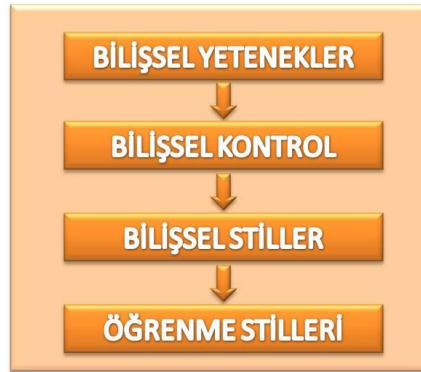 BİLİŞSEL YETENEKLER
BİLİŞSEL KONTROL
BİLİŞSEL STİLLER
ÖĞRENME STİLLERİ